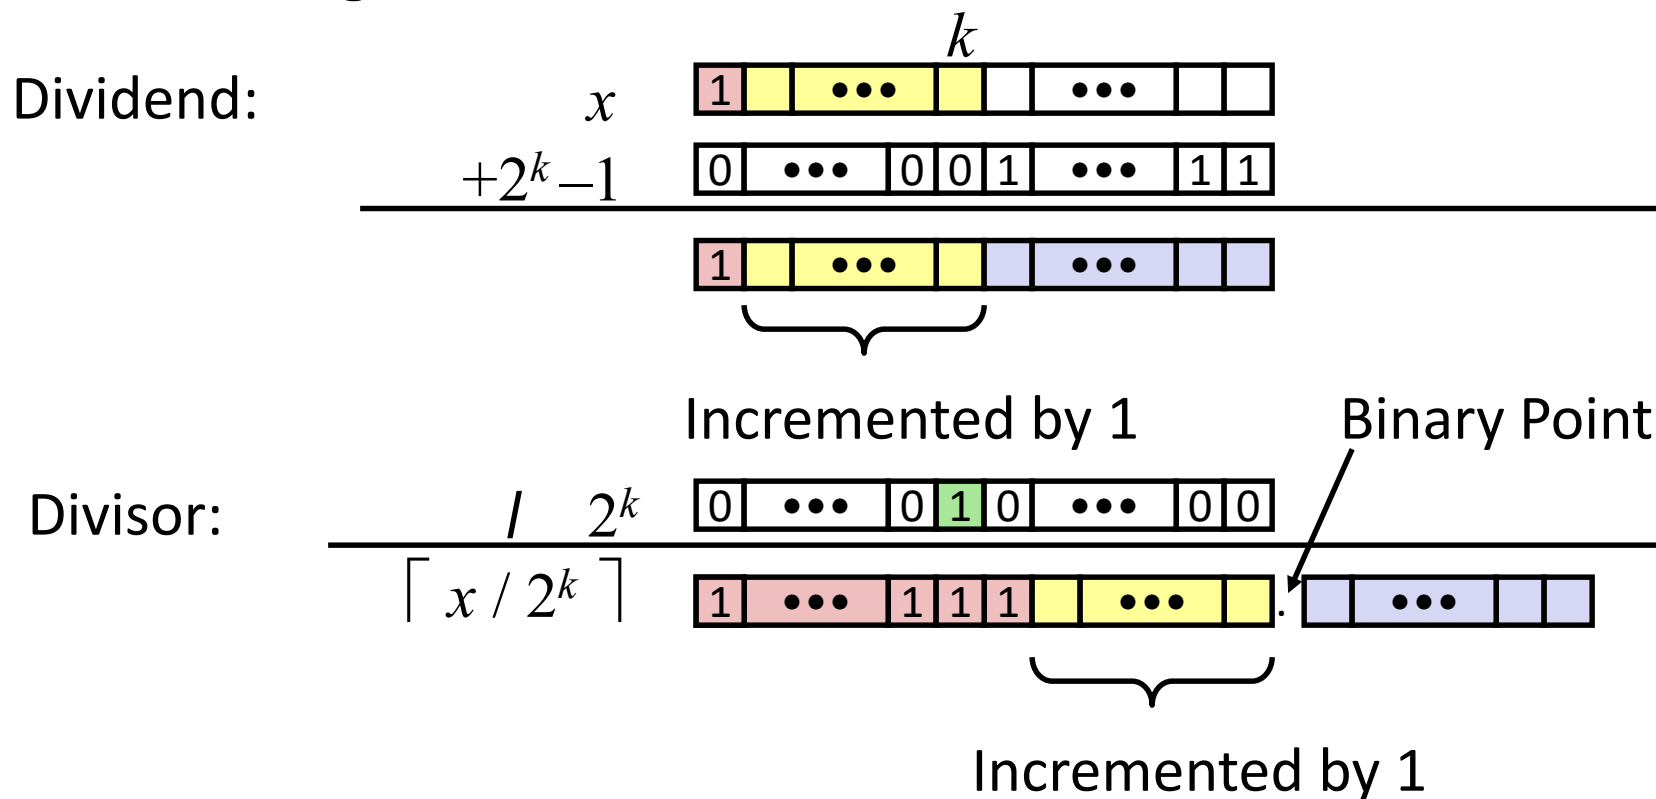 k
Dividend: x 1 ••• •••
+2^k –1 0 ••• 0 0 1 ••• 1 1
1 ••• •••
Incremented by 1 Binary Point
Divisor: / 2^k 0 ••• 0 1 0 ••• 0 0
⌈ x / 2^k ⌉ 1 ••• 1 1 1 ••• . •••
Incremented by 1